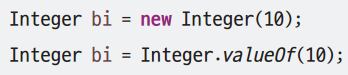 Integer bi = new Integer(10);
Integer bi = Integer.valueOf(10);